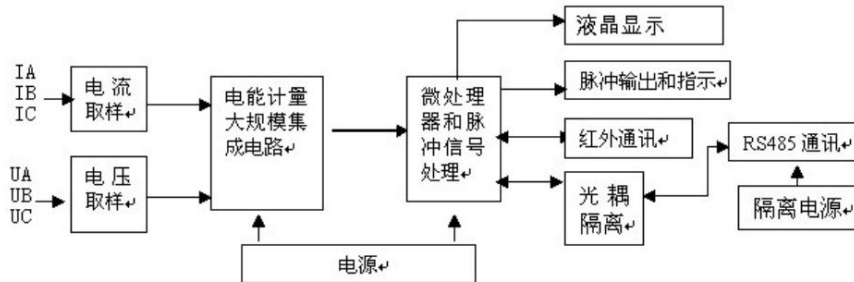 IA
IB
IC
电流
取样
UA
UB
UC
电压
取样
电能计量
大规模集
成电路
微处理
器和脉
冲信号
处理
液晶显示
脉冲输出和指示
红外通讯
光耦
隔离
RS485 通讯
隔离电源
电源